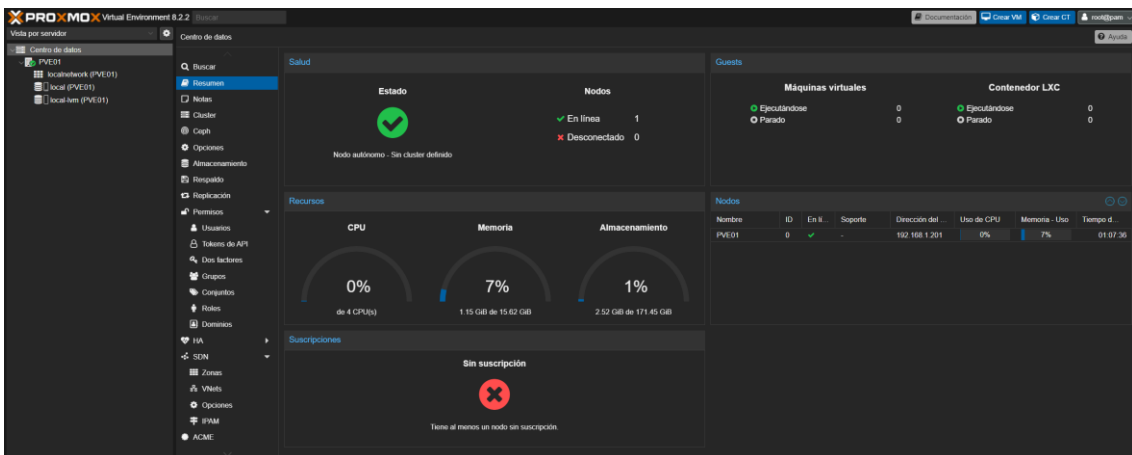 PROXMOX Virtual Environment 8.2.2 Buscar
Documentación Crear VM Crear CT root@pam
Vista por servidor
Centro de datos
PVE01
localnetwork (PVE01)
local (PVE01)
local-lvm (PVE01)
Centro de datos
Ayuda
Buscar
Resumen
Notas
Cluster
Ceph
Opciones
Almacenamiento
Respaldo
Replicación
Permisos
Usuarios
Tokens de API
Dos factores
Grupos
Conjuntos
Roles
Dominios
HA
SDN
Zonas
VNets
Opciones
IPAM
ACME
Salud
Estado
Nodo autónomo - Sin cluster definido
Nodos
En línea 1
Desconectado 0
Guests
Máquinas virtuales
Ejecutándose 0
Parado 0
Contenedor LXC
Ejecutándose 0
Parado 0
Recursos
CPU
0%
de 4 CPU(s)
Memoria
7%
1.15 GiB de 15.62 GiB
Almacenamiento
1%
2.52 GiB de 171.45 GiB
Nodos
Nombre ID En lí... Soporte Dirección del ... Uso de CPU Memoria - Uso Tiempo d...
PVE01 0 - 192.168.1.201 0% 7% 01:07:36
Suscripciones
Sin suscripción
Tiene al menos un nodo sin suscripción.